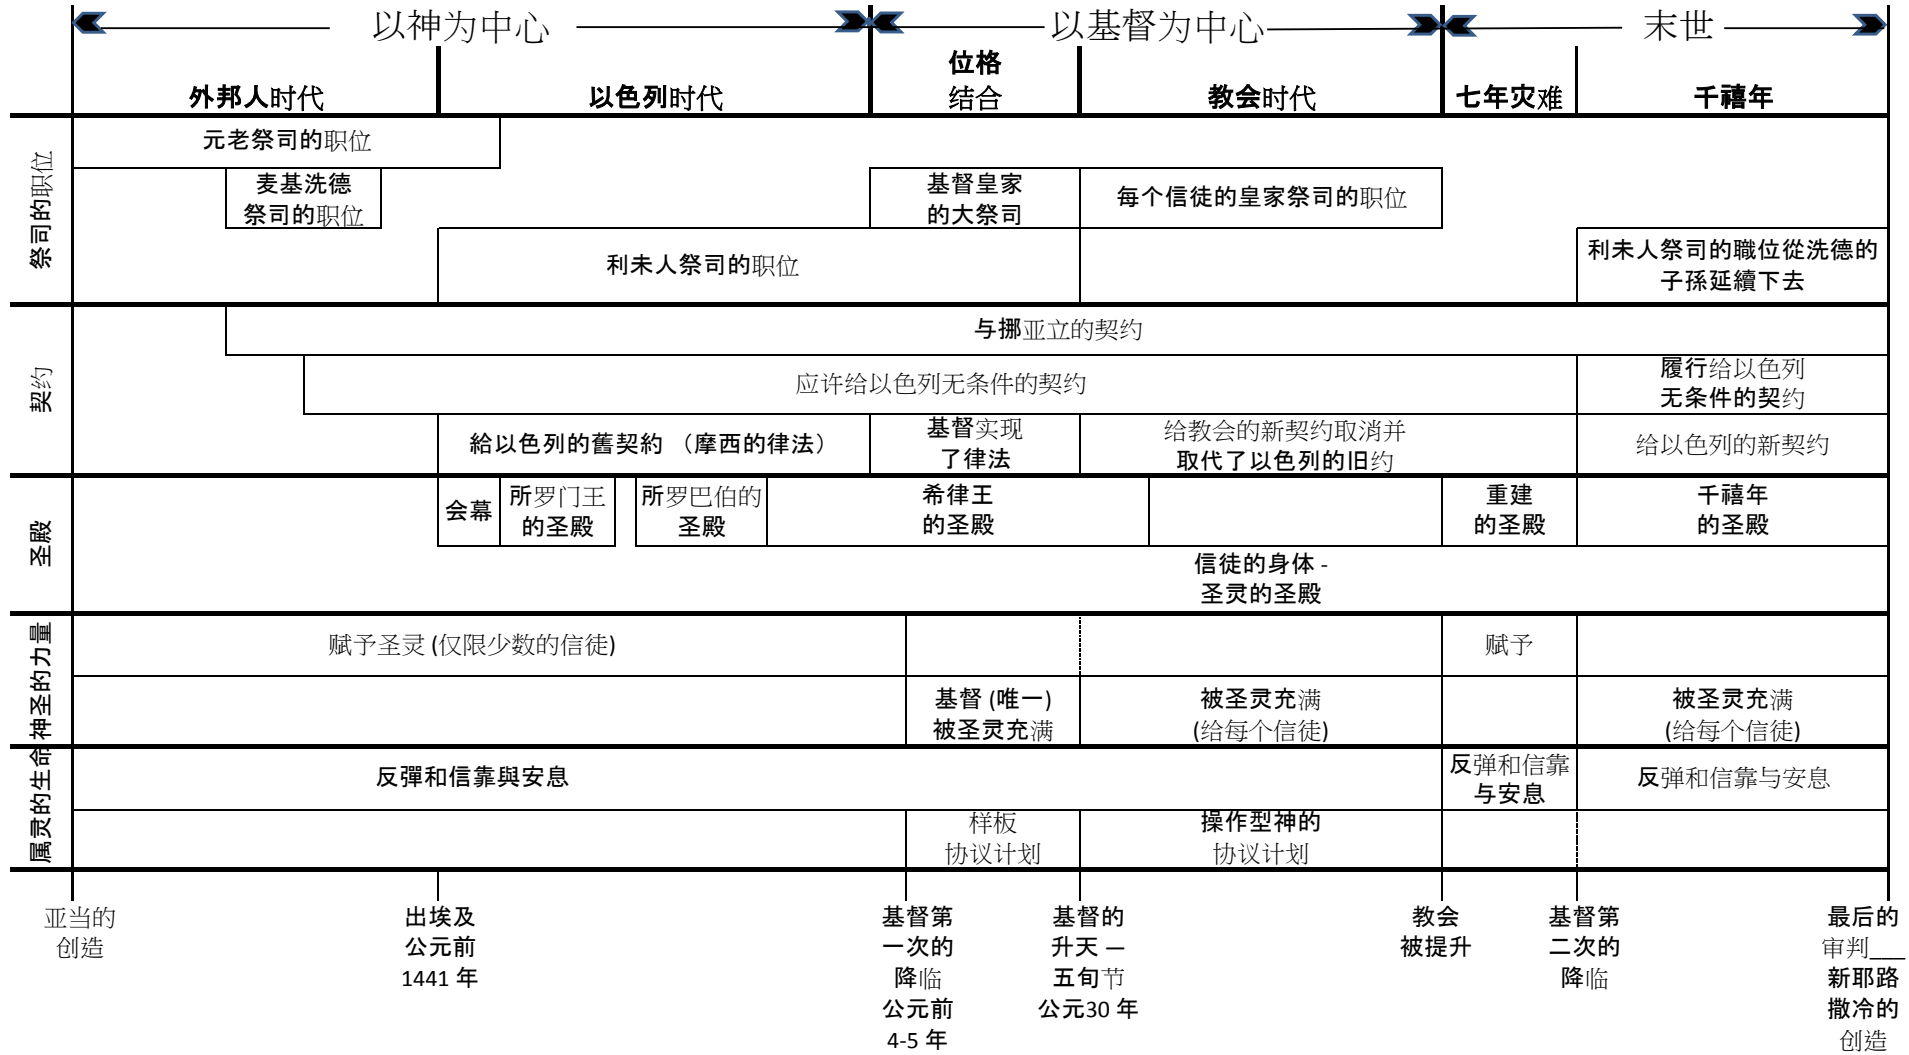 以神为中心
以基督为中心
末世
外邦人时代
以色列时代
位格
结合
教会时代
七年灾难
千禧年
祭司的职位
元老祭司的职位
麦基洗德
祭司的职位
基督皇家
的大祭司
每个信徒的皇家祭司的职位
利未人祭司的职位
利未人祭司的職位從洗德的
子孫延續下去
契约
与挪亚立的契约
应许给以色列无条件的契约
履行给以色列
无条件的契约
給以色列的舊契約 （摩西的律法）
基督实现
了律法
给教会的新契约取消并
取代了以色列的旧约
给以色列的新契约
圣殿
会幕
所罗门王
的圣殿
所罗巴伯的
圣殿
希律王
的圣殿
重建
的圣殿
千禧年
的圣殿
信徒的身体 -
圣灵的圣殿
神圣的力量
赋予圣灵 (仅限少数的信徒)
赋予
基督 (唯一)
被圣灵充满
被圣灵充满
(给每个信徒)
被圣灵充满
(给每个信徒)
属灵的生命
反彈和信靠與安息
反弹和信靠
与安息
反弹和信靠与安息
样板
协议计划
操作型神的
协议计划
亚当的
创造
出埃及
公元前
1441 年
基督第
一次的
降临
公元前
4-5 年
基督的
升天 —
五旬节
公元30 年
教会
被提升
基督第
二次的
降临
最后的
审判___
新耶路
撒冷的
创造